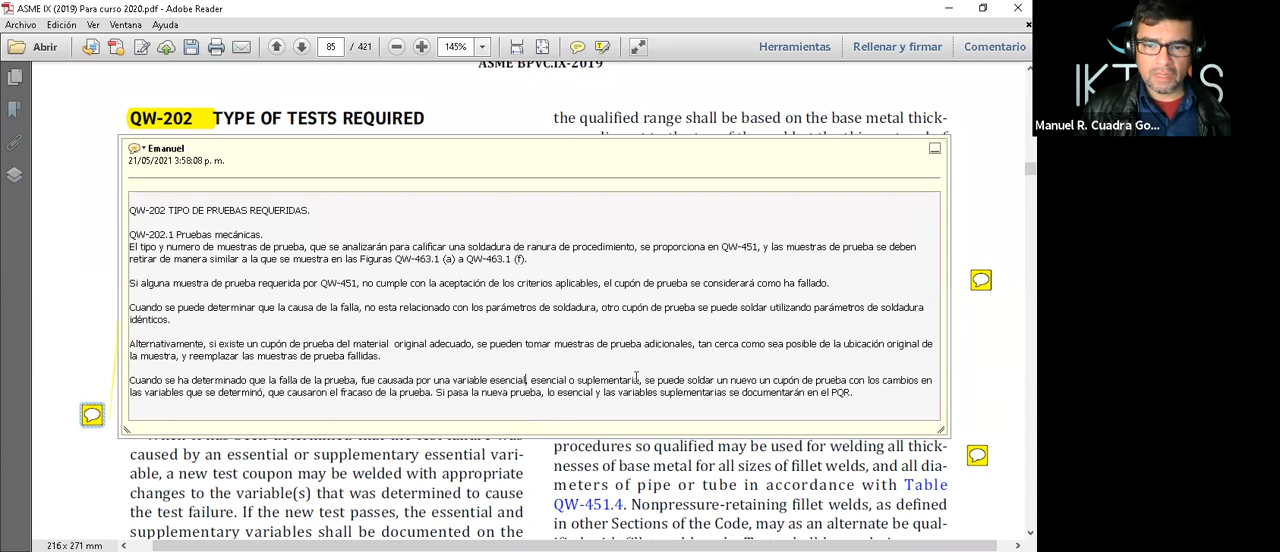 ASME IX (2019) Para curso 2020.pdf - Adobe Reader
Archivo Edición Ver Ventana Ayuda
Abrir
85 / 421
145%
Herramientas
Rellenar y firmar
Comentario
ASME BPVC.IX-2019
QW-202 TYPE OF TESTS REQUIRED
the qualified range shall be based on the base metal thick-
Emanuel
21/05/2021 3:58:08 p. m.
QW-202 TIPO DE PRUEBAS REQUERIDAS.
QW-202.1 Pruebas mecánicas.
El tipo y numero de muestras de prueba, que se analizarán para calificar una soldadura de ranura de procedimiento, se proporciona en QW-451, y las muestras de prueba se deben
retirar de manera similar a la que se muestra en las Figuras QW-463.1 (a) a QW-463.1 (f).
Si alguna muestra de prueba requerida por QW-451, no cumple con la aceptación de los criterios aplicables, el cupón de prueba se considerará como ha fallado.
Cuando se puede determinar que la causa de la falla, no esta relacionado con los parámetros de soldadura, otro cupón de prueba se puede soldar utilizando parámetros de soldadura
idénticos.
Alternativamente, si existe un cupón de prueba del material original adecuado, se pueden tomar muestras de prueba adicionales, tan cerca como sea posible de la ubicación original de
la muestra, y reemplazar las muestras de prueba fallidas.
Cuando se ha determinado que la falla de la prueba, fue causada por una variable esencial, esencial o suplementaria, se puede soldar un nuevo un cupón de prueba con los cambios en
las variables que se determinó, que causaron el fracaso de la prueba. Si pasa la nueva prueba, lo esencial y las variables suplementarias se documentarán en el PQR.
caused by an essential or supplementary essential vari-
able, a new test coupon may be welded with appropriate
changes to the variable(s) that was determined to cause
the test failure. If the new test passes, the essential and
supplementary variables shall be documented on the
procedures so qualified may be used for welding all thick-
nesses of base metal for all sizes of fillet welds, and all dia-
meters of pipe or tube in accordance with Table
QW-451.4. Nonpressure-retaining fillet welds, as defined
in other Sections of the Code, may as an alternate be qual-
216 x 271 mm
Manuel R. Cuadra Go...